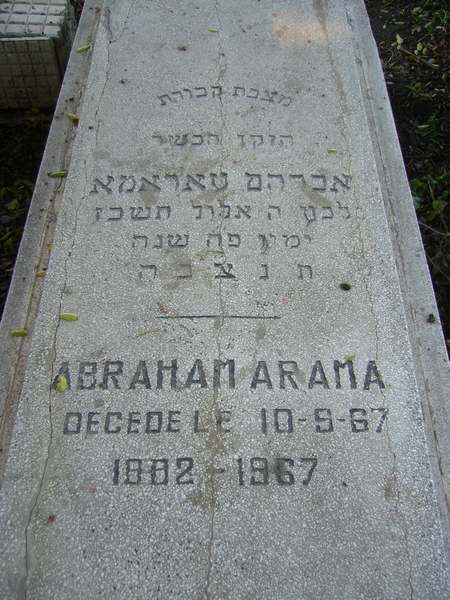 מצבת קבורת
הזקן הכשר
אברהם
נלבע ה אלול תשכז
ימיו פה שנה
ת נ צ ב ה
ABRAHAM ARAMA
DECEDE LE 10-9-67
1882-1967